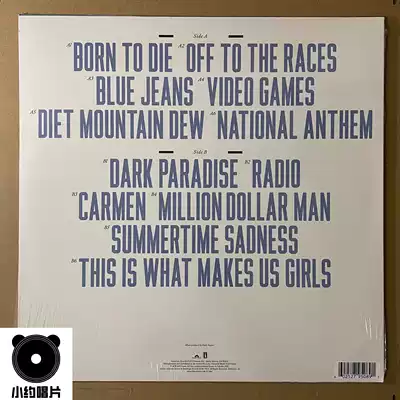 Side A
A1 BORN TO DIE A2 OFF TO THE RACES
A3 BLUE JEANS A4 VIDEO GAMES
A5 DIET MOUNTAIN DEW A6 NATIONAL ANTHEM
Side B
B1 DARK PARADISE B2 RADIO
B3 CARMEN B4 MILLION DOLLAR MAN
B5 SUMMERTIME SADNESS
B6 THIS IS WHAT MAKES US GIRLS
小约唱片